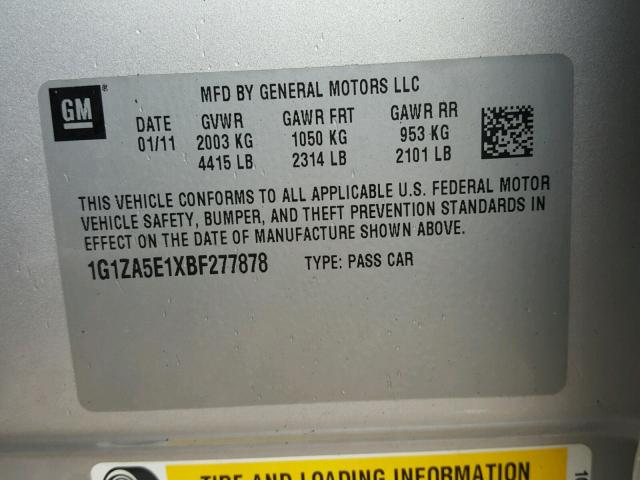 GM
®
MFD BY GENERAL MOTORS LLC
DATE GVWR GAWR FRT GAWR RR
01/11 2003 KG 1050 KG 953 KG
4415 LB 2314 LB 2101 LB
THIS VEHICLE CONFORMS TO ALL APPLICABLE U.S. FEDERAL MOTOR
VEHICLE SAFETY, BUMPER, AND THEFT PREVENTION STANDARDS IN
EFFECT ON THE DATE OF MANUFACTURE SHOWN ABOVE.
1G1ZA5E1XBF277878 TYPE: PASS CAR
TIRE AND LOADING INFORMATION